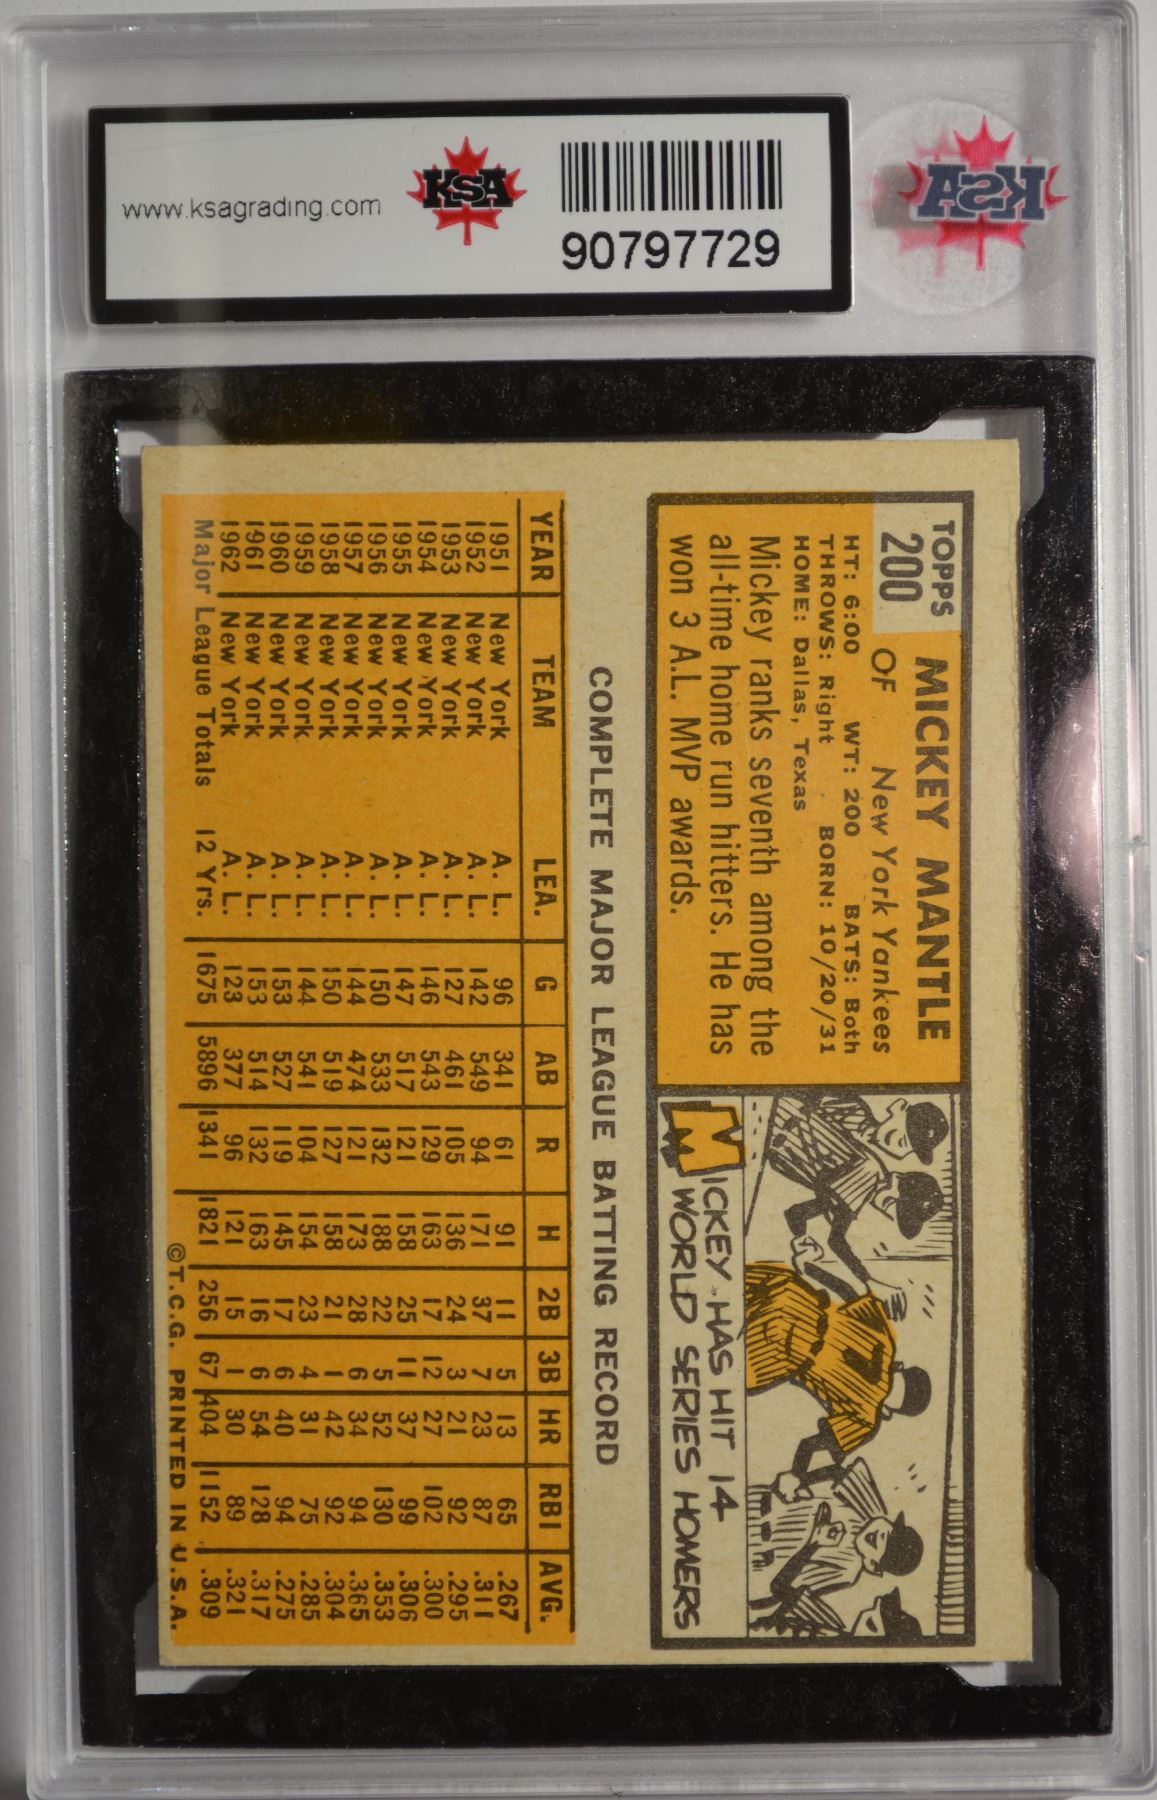 www.ksagrading.com
KSA
90797729
KSA
TOPPS
200
MICKEY MANTLE
OF New York Yankees
HT: 6:00 WT: 200 BATS: Both
THROWS: Right BORN: 10/20/31
HOME: Dallas, Texas
Mickey ranks seventh among the
all-time home run hitters. He has
won 3 A.L. MVP awards.
7
MICKEY HAS HIT 14
WORLD SERIES HOMERS
COMPLETE MAJOR LEAGUE BATTING RECORD
YEAR TEAM LEA. G AB R H 2B 3B HR RBI AVG.
1951 New York A. L. 96 341 61 91 11 5 13 65 .267
1952 New York A. L. 142 549 94 171 37 7 23 87 .311
1953 New York A. L. 127 461 105 136 24 3 21 92 .295
1954 New York A. L. 146 543 129 163 17 12 27 102 .300
1955 New York A. L. 147 517 121 158 25 11 37 99 .306
1956 New York A. L. 150 533 132 188 22 5 52 130 .353
1957 New York A. L. 144 474 121 173 28 6 34 94 .365
1958 New York A. L. 150 519 127 158 21 1 42 92 .304
1959 New York A. L. 144 541 104 154 23 4 31 75 .285
1960 New York A. L. 153 527 119 145 17 6 40 94 .275
1961 New York A. L. 153 514 132 163 16 6 54 128 .317
1962 New York A. L. 123 377 96 121 15 1 30 89 .321
Major League Totals 12 Yrs. 1675 5896 1341 1821 256 67 404 1152 .309
©T.C.G. PRINTED IN U.S.A.